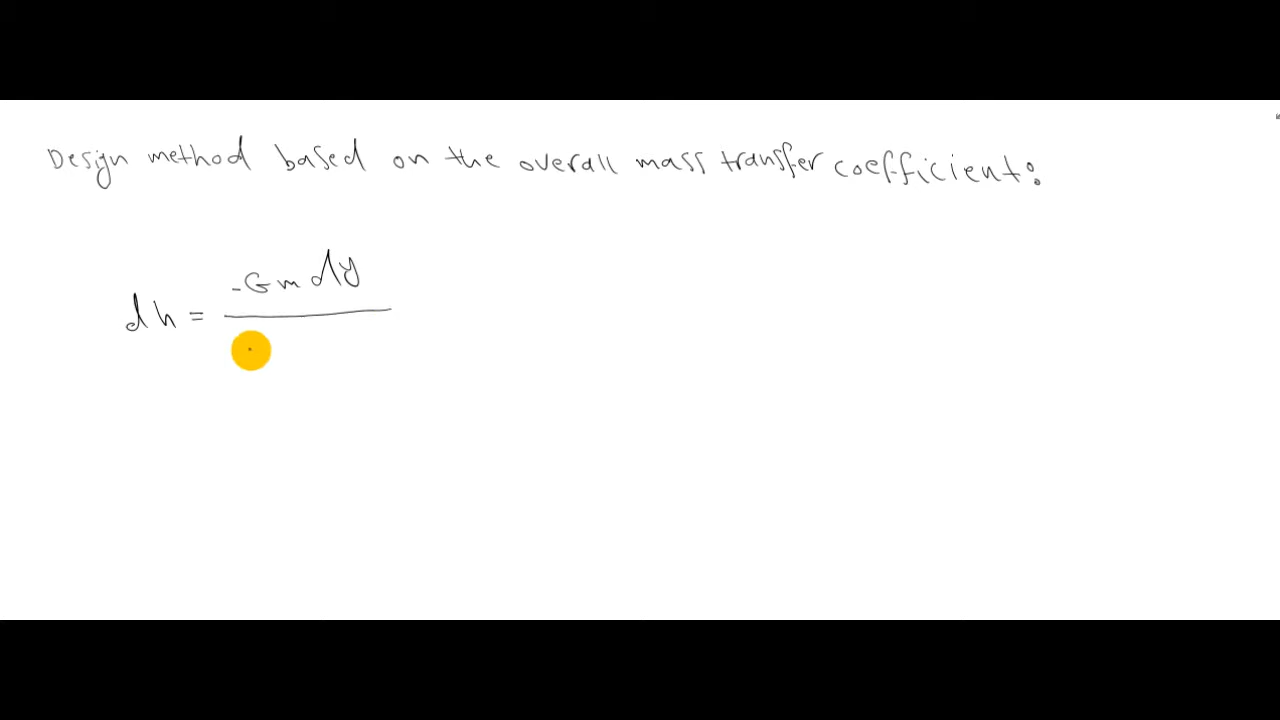 Design method based on the overall mass transfer coefficient:
dh = -Gm dy